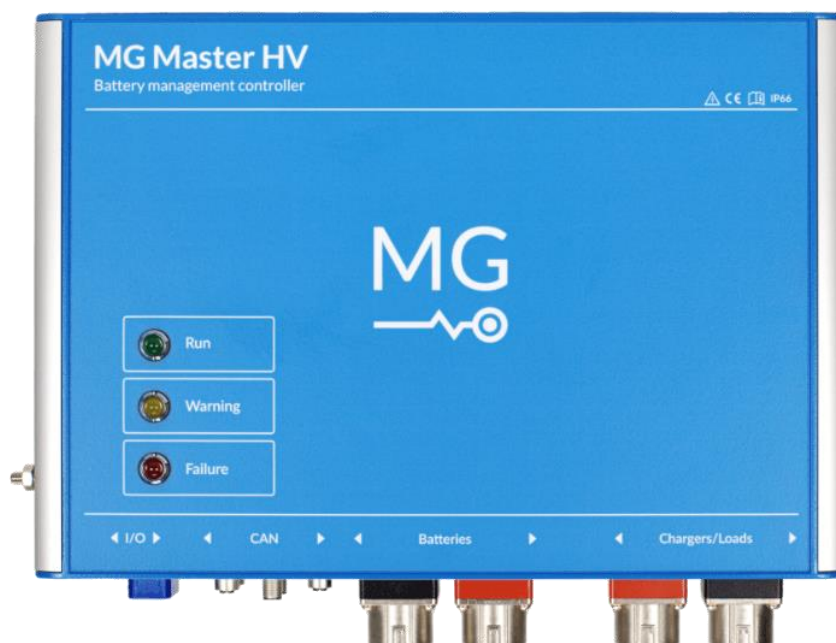 MG Master HV
Battery management controller
CE IP66
MG
Run
Warning
Failure
I/O CAN Batteries Chargers/Loads